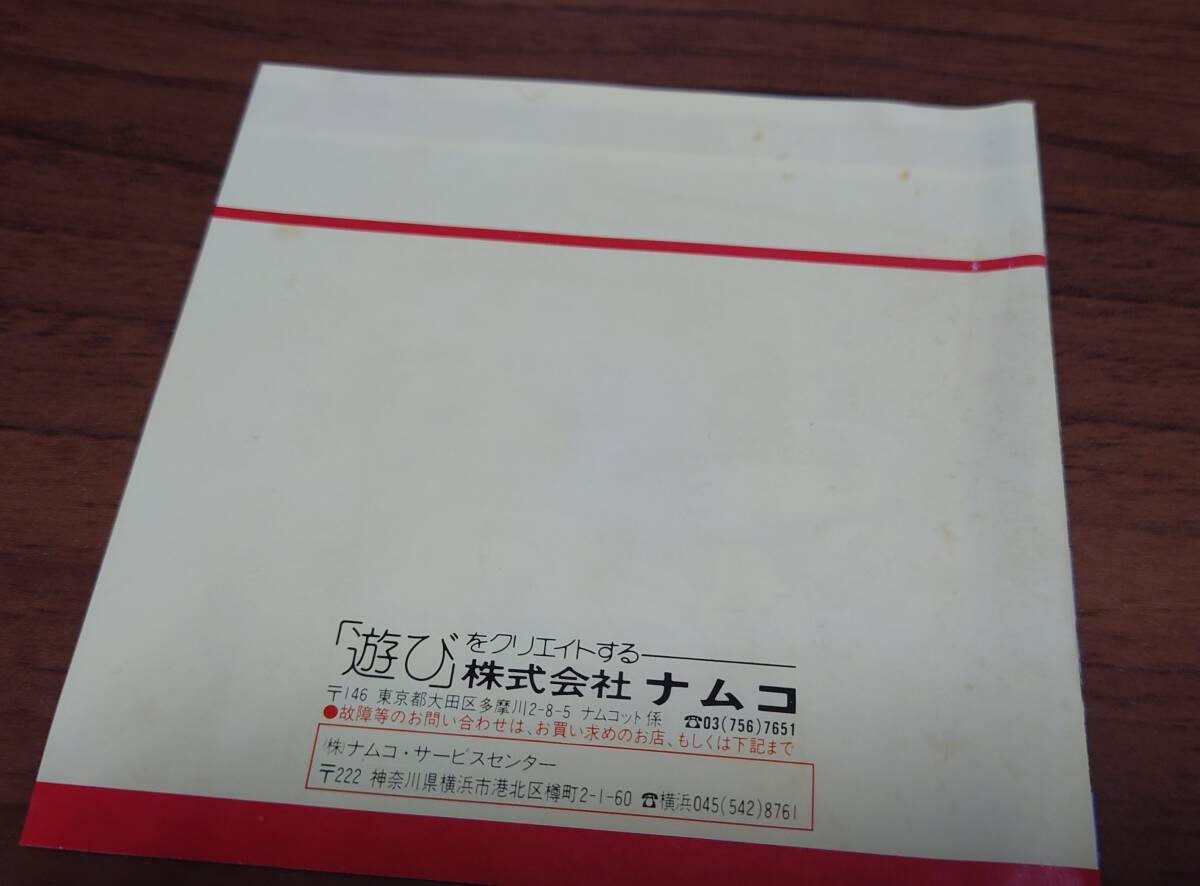 「遊び」をクリエイトする
株式会社 ナムコ
〒146 東京都大田区多摩川2-8-5 ナムコット係 ☎03(756)7651
●故障等のお問い合わせは、お買い求めのお店、もしくは下記まで
㈱ナムコ・サービスセンター
〒222 神奈川県横浜市港北区樽町2-1-60 ☎横浜045(542)8761